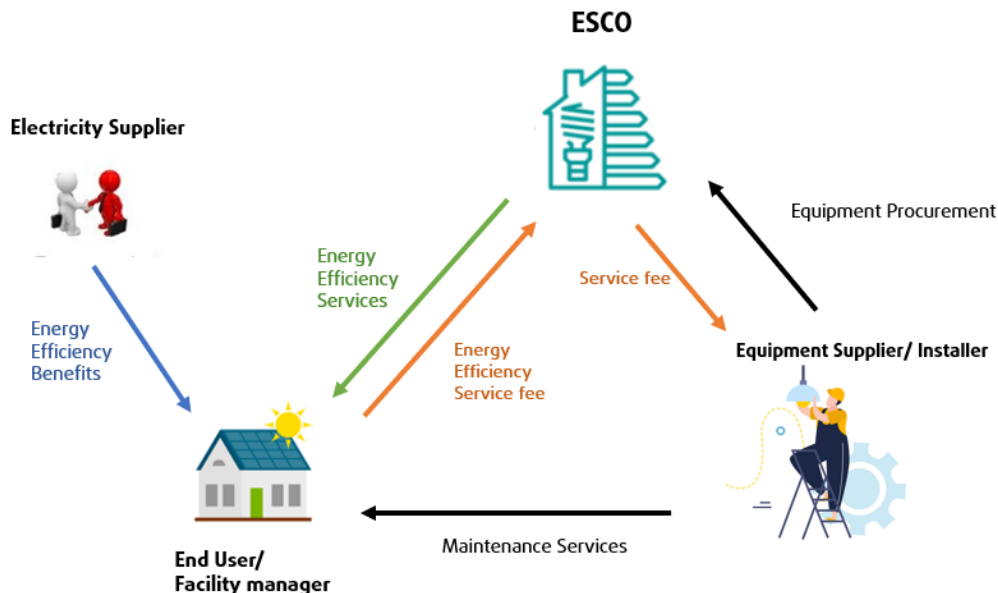 ESCO
Electricity Supplier
Equipment Procurement
Energy
Efficiency
Services
Service fee
Energy
Efficiency
Benefits
Energy
Efficiency
Service fee
Equipment Supplier/ Installer
Maintenance Services
End User/
Facility manager